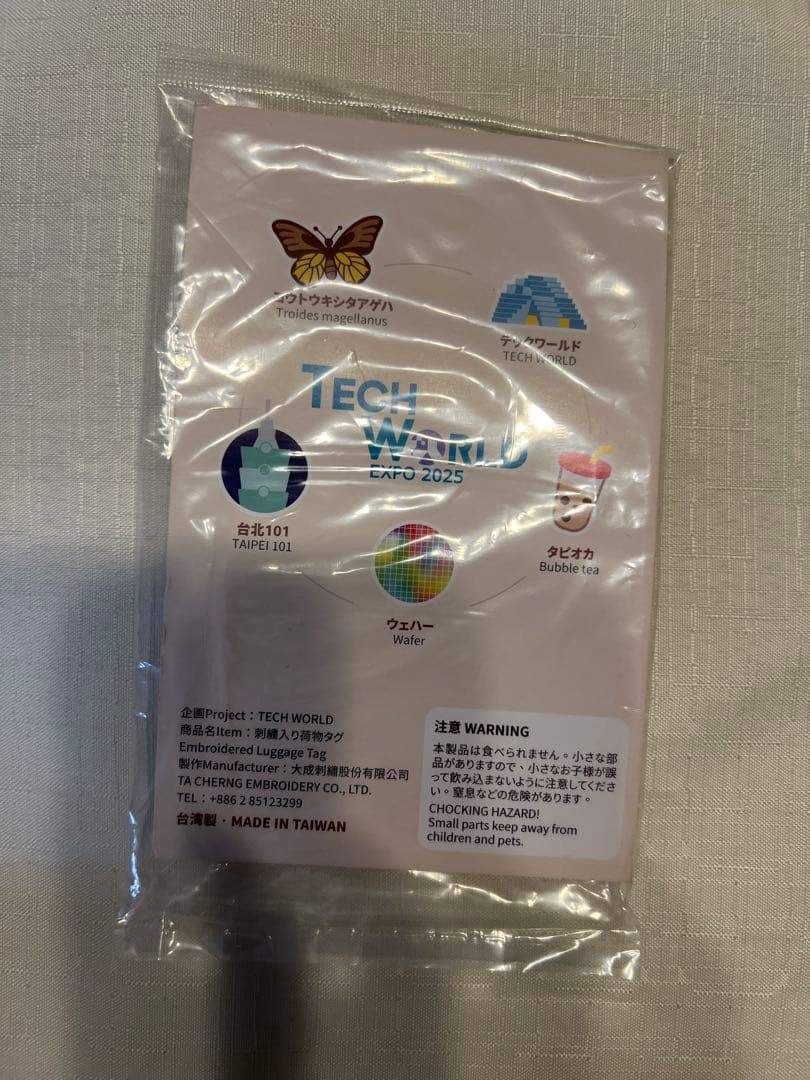 コウトウキシタアゲハ
Troides magellanus
テックワールド
TECH WORLD
TECH
WORLD
EXPO 2025
台北101
TAIPEI 101
タピオカ
Bubble tea
ウェハー
Wafer
企画Project：TECH WORLD
商品名Item：刺繍入り荷物タグ
Embroidered Luggage Tag
製作Manufacturer：大成刺繡股份有限公司
TA CHERNG EMBROIDERY CO., LTD.
TEL：+886 2 85123299
台湾製・MADE IN TAIWAN
注意 WARNING
本製品は食べられません。小さな部
品がありますので、小さなお子様が誤
って飲み込まないように注意してくださ
い。窒息などの危険があります。
CHOCKING HAZARD!
Small parts keep away from
children and pets.